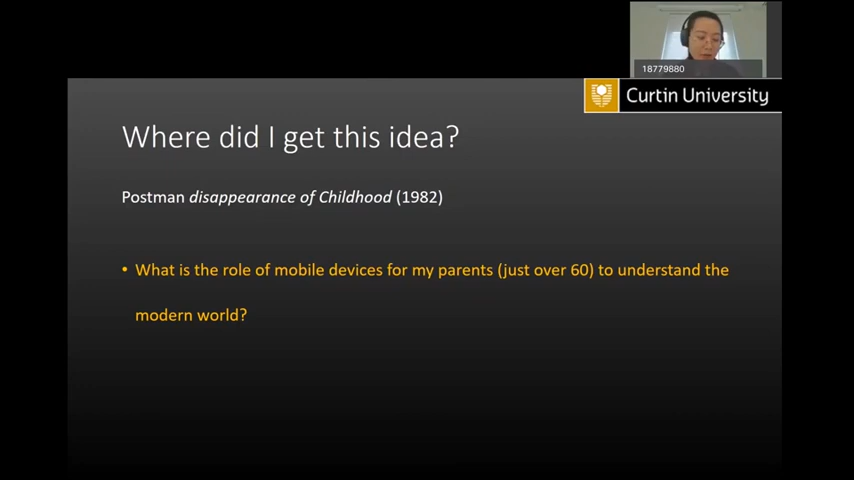 18779880
Curtin University
Where did I get this idea?
Postman disappearance of Childhood (1982)
• What is the role of mobile devices for my parents (just over 60) to understand the
modern world?